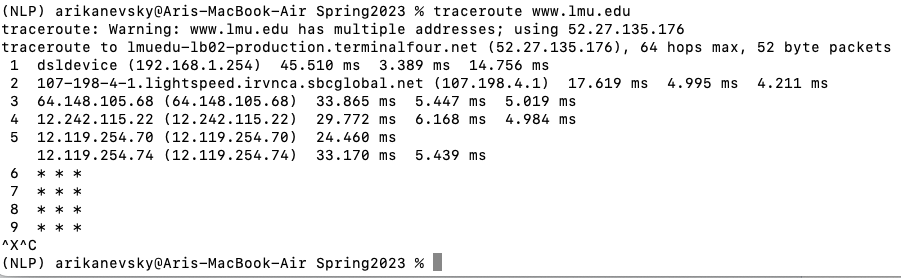 (NLP) arikanevsky@Aris-MacBook-Air Spring2023 % traceroute www.lmu.edu
traceroute: Warning: www.lmu.edu has multiple addresses; using 52.27.135.176
traceroute to lmuedu-lb02-production.terminalfour.net (52.27.135.176), 64 hops max, 52 byte packets
 1  dsldevice (192.168.1.254)  45.510 ms  3.389 ms  14.756 ms
 2  107-198-4-1.lightspeed.irvnca.sbcglobal.net (107.198.4.1)  17.619 ms  4.995 ms  4.211 ms
 3  64.148.105.68 (64.148.105.68)  33.865 ms  5.447 ms  5.019 ms
 4  12.242.115.22 (12.242.115.22)  29.772 ms  6.168 ms  4.984 ms
 5  12.119.254.70 (12.119.254.70)  24.460 ms
    12.119.254.74 (12.119.254.74)  33.170 ms  5.439 ms
 6  * * *
 7  * * *
 8  * * *
 9  * * *
^X^C
(NLP) arikanevsky@Aris-MacBook-Air Spring2023 %